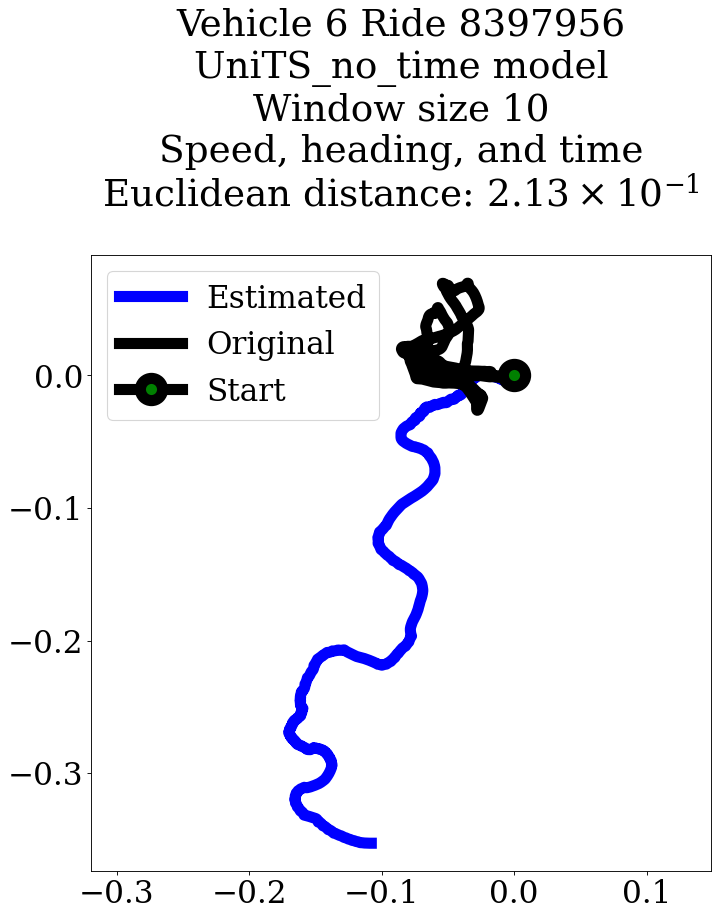 Vehicle 6 Ride 8397956
UniTS_no_time model
Window size 10
Speed, heading, and time
Euclidean distance: 2.13 × 10⁻¹
Estimated
Original
Start
0.0
−0.1
−0.2
−0.3
−0.3 −0.2 −0.1 0.0 0.1